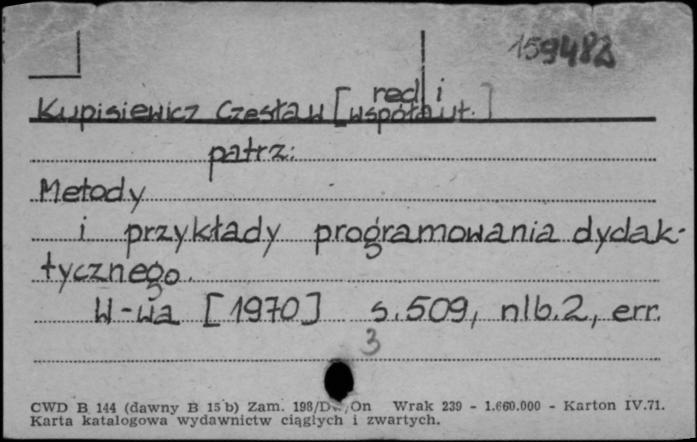 159482
red. i
Kupisiewicz Czesław [współaut.]
patrz:
Metody
i przykłady programowania dydak-
tycznego.
W-wa [1970] s.509, nlb.2, err.
3
CWD B 144 (dawny B 15 b) Zam. 198/Dw/On Wrak 239 - 1.660.000 - Karton IV.71.
Karta katalogowa wydawnictw ciągłych i zwartych.